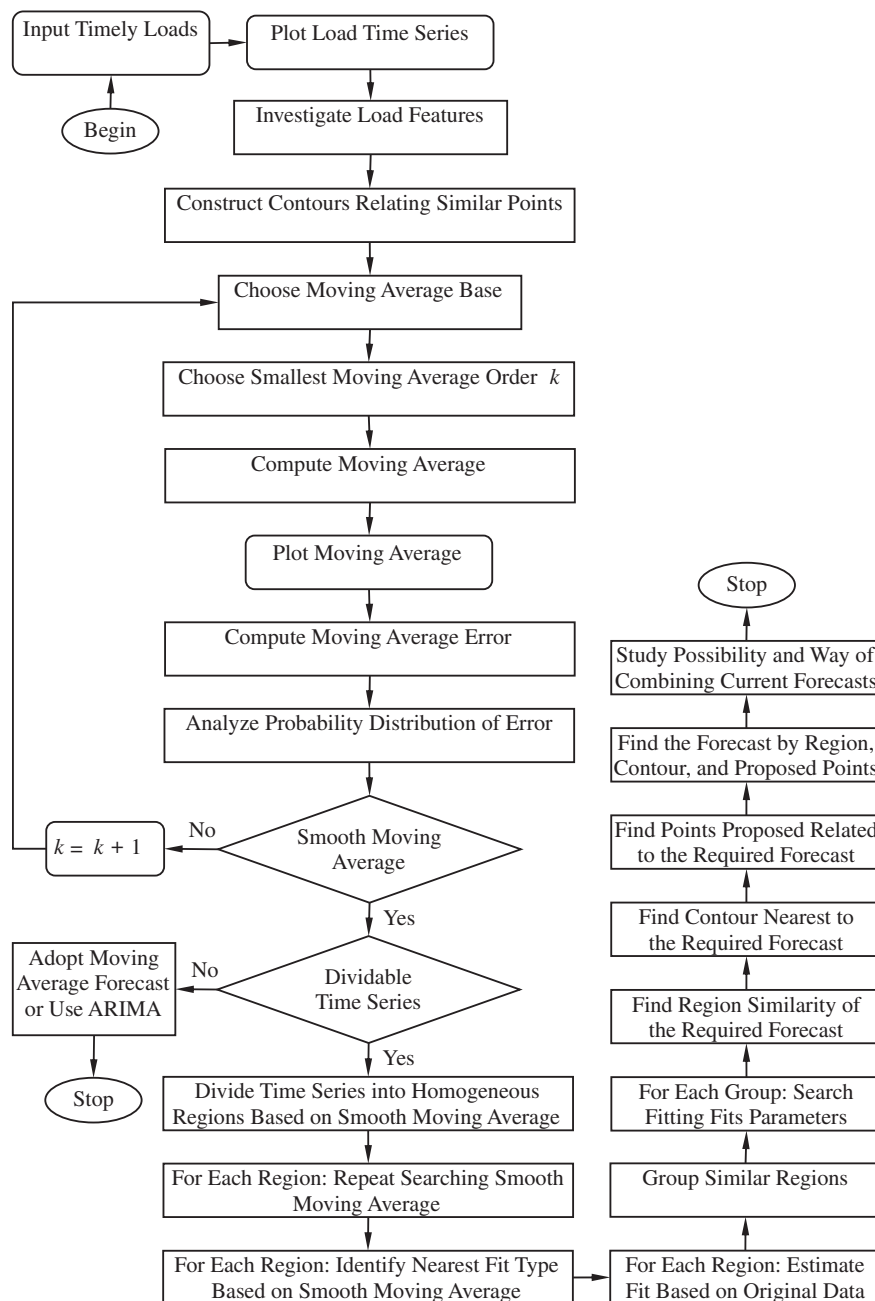 Input Timely Loads
Plot Load Time Series
Begin
Investigate Load Features
Construct Contours Relating Similar Points
Choose Moving Average Base
Choose Smallest Moving Average Order k
Compute Moving Average
Plot Moving Average
Compute Moving Average Error
Analyze Probability Distribution of Error
Smooth Moving
Average
No
k = k + 1
Yes
Dividable
Time Series
No
Adopt Moving
Average Forecast
or Use ARIMA
Stop
Yes
Divide Time Series into Homogeneous
Regions Based on Smooth Moving Average
For Each Region: Repeat Searching Smooth
Moving Average
For Each Region: Identify Nearest Fit Type
Based on Smooth Moving Average
For Each Region: Estimate
Fit Based on Original Data
Group Similar Regions
For Each Group: Search
Fitting Fits Parameters
Find Region Similarity of
the Required Forecast
Find Contour Nearest to
the Required Forecast
Find Points Proposed Related
to the Required Forecast
Find the Forecast by Region,
Contour, and Proposed Points
Study Possibility and Way of
Combining Current Forecasts
Stop